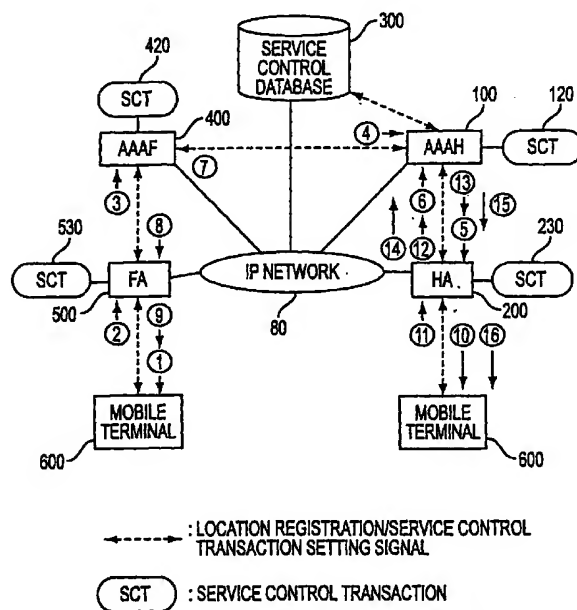 300
420
SERVICE
CONTROL
DATABASE
SCT
400
100
120
④
AAAF
AAAH
SCT
⑦
③
⑥
⑬
⑮
530
⑧
⑭
⑫
⑤
230
SCT
FA
IP NETWORK
HA
SCT
500
②
80
⑪
200
⑨
①
⑩
⑯
MOBILE
TERMINAL
MOBILE
TERMINAL
600
600
: LOCATION REGISTRATION/SERVICE CONTROL
TRANSACTION SETTING SIGNAL
SCT
: SERVICE CONTROL TRANSACTION